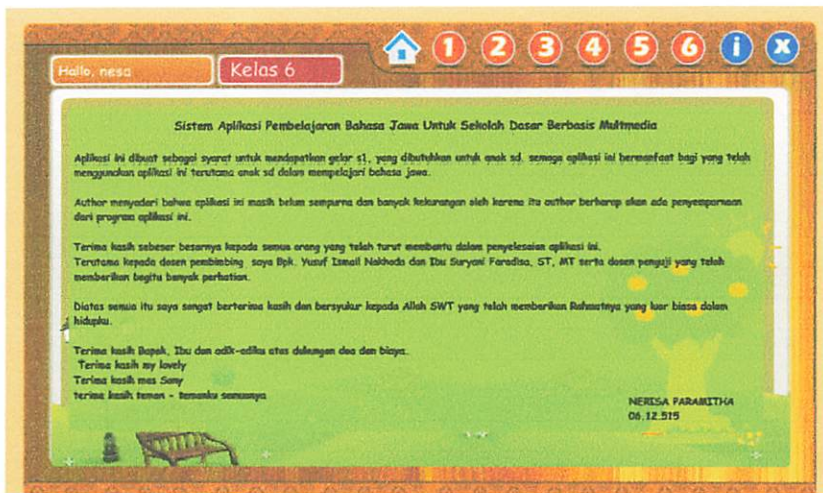 1 2 3 4 5 6 i X
Hallo, nesa
Kelas 6
Sistem Aplikasi Pembelajaran Bahasa Jawa Untuk Sekolah Dasar Berbasis Multmedia
Aplikasi ini dibuat sebagai syarat untuk mendapatkan gelar s1, yang dibutuhkan untuk anak sd, semoga aplikasi ini bermanfaat bagi yang telah
menggunakan aplikasi ini terutama anak sd dalam mempelajari bahasa jawa.
Author menyadari bahwa aplikasi ini masih belum sempurna dan banyak kekurangan oleh karena itu author berharap akan ada penyempurnaan
dari program aplikasi ini.
Terima kasih sebesar besarnya kepada semua orang yang telah turut membantu dalam penyelesaian aplikasi ini.
Terutama kepada dosen pembimbing saya Bpk. Yusuf Ismail Nakhoda dan Ibu Suryani Faradisa, ST, MT serta dosen penguji yang telah
memberikan begitu banyak perhatian.
Diatas semua itu saya sangat berterima kasih dan bersyukur kepada Allah SWT yang telah memberikan Rahmatnya yang luar biasa dalam
hidupku.
Terima kasih Bapak, Ibu dan adik-adiku atas dukungan doa dan biaya.
Terima kasih my lovely
Terima kasih mas Sony
terima kasih teman - temanku semuanya
NERISA PARAMITHA
06.12.515